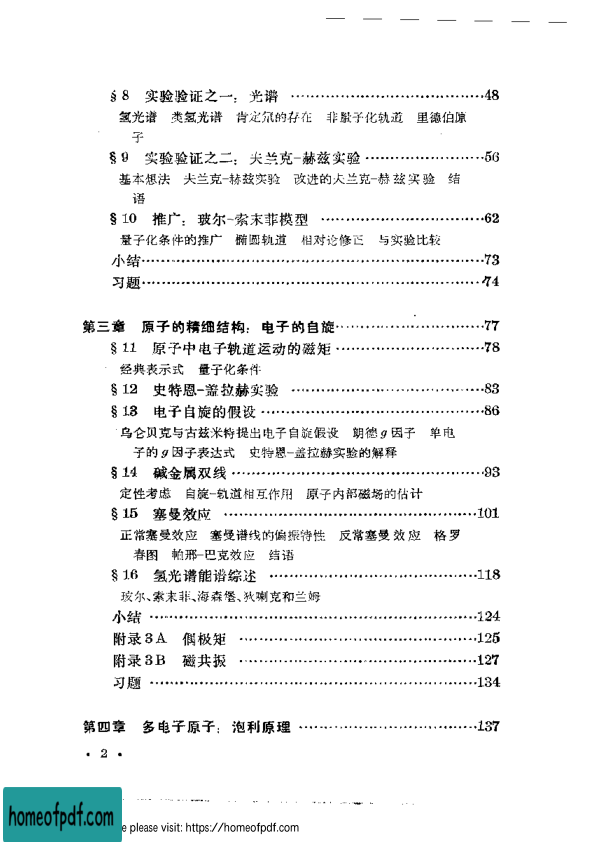 §8 实验验证之一：光谱 ……………………………48
氢光谱 类氢光谱 肯定氘的存在 非量子化轨道 里德伯原
子
§9 实验验证之二：夫兰克-赫兹实验 ……………………56
基本想法 夫兰克-赫兹实验 改进的夫兰克-赫兹实验 结
语
§10 推广：玻尔-索末菲模型 ……………………………62
量子化条件的推广 椭圆轨道 相对论修正 与实验比较
小结……………………………………………………73
习题……………………………………………………74
第三章 原子的精细结构：电子的自旋……………………77
§11 原子中电子轨道运动的磁矩……………………………78
经典表示式 量子化条件
§12 史特恩-盖拉赫实验 ……………………………83
§13 电子自旋的假设……………………………………86
乌仑贝克与古兹米特提出电子自旋假设 朗德g因子 单电
子的g因子表达式 史特恩-盖拉赫实验的解释
§14 碱金属双线……………………………………93
定性考虑 自旋-轨道相互作用 原子内部磁场的估计
§15 塞曼效应 ……………………………………101
正常塞曼效应 塞曼谱线的偏振特性 反常塞曼效应 格罗
春图 帕邢-巴克效应 结语
§16 氢光谱能谱综述 ……………………………118
玻尔、索末菲、海森堡、狄喇克和兰姆
小结 ……………………………………………………124
附录3A 偶极矩 ……………………………………125
附录3B 磁共振 ……………………………………127
习题 ……………………………………………………134
第四章 多电子原子：泡利原理 ……………………………137
· 2 ·
homeofpdf.com
e please visit: https://homeofpdf.com